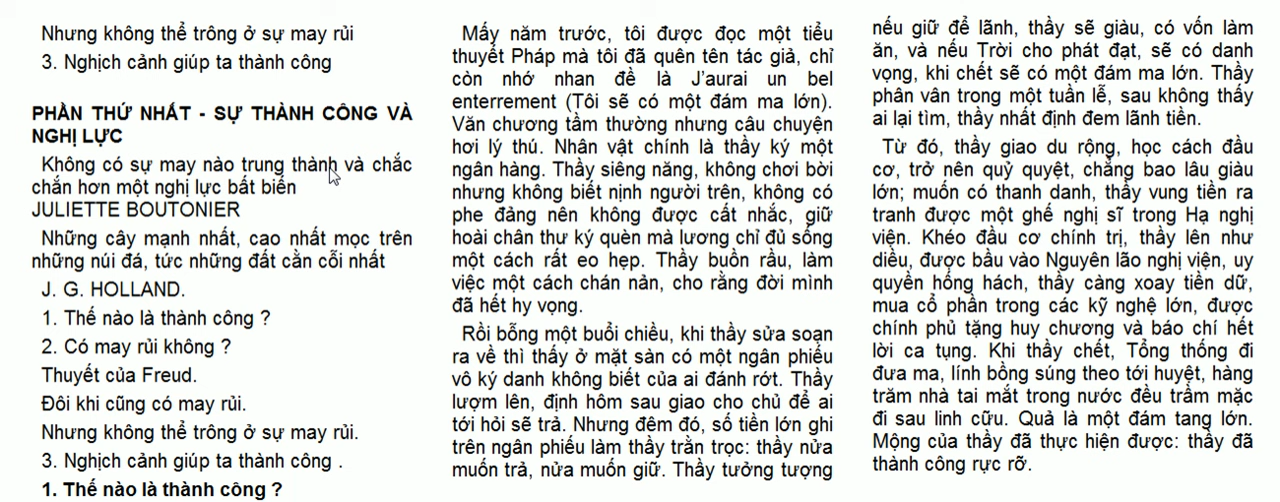 Nhưng không thể trông ở sự may rủi
3. Nghịch cảnh giúp ta thành công
PHẦN THỨ NHẤT - SỰ THÀNH CÔNG VÀ
NGHỊ LỰC
Không có sự may nào trung thành và chắc
chắn hơn một nghị lực bất biến
JULIETTE BOUTONIER
Những cây mạnh nhất, cao nhất mọc trên
những núi đá, tức những đất cằn cỗi nhất
J. G. HOLLAND.
1. Thế nào là thành công ?
2. Có may rủi không ?
Thuyết của Freud.
Đôi khi cũng có may rủi.
Nhưng không thể trông ở sự may rủi.
3. Nghịch cảnh giúp ta thành công .
1. Thế nào là thành công ?
Mấy năm trước, tôi được đọc một tiểu
thuyết Pháp mà tôi đã quên tên tác giả, chỉ
còn nhớ nhan đề là J’aurai un bel
enterrement (Tôi sẽ có một đám ma lớn).
Văn chương tầm thường nhưng câu chuyện
hơi lý thú. Nhân vật chính là thầy ký một
ngân hàng. Thầy siêng năng, không chơi bời
nhưng không biết nịnh người trên, không có
phe đảng nên không được cất nhắc, giữ
hoài chân thư ký quèn mà lương chỉ đủ sống
một cách rất eo hẹp. Thầy buồn rầu, làm
việc một cách chán nản, cho rằng đời mình
đã hết hy vọng.
Rồi bỗng một buổi chiều, khi thầy sửa soạn
ra về thì thấy ở mặt sàn có một ngân phiếu
vô ký danh không biết của ai đánh rớt. Thầy
lượm lên, định hôm sau giao cho chủ để ai
tới hỏi sẽ trả. Nhưng đêm đó, số tiền lớn ghi
trên ngân phiếu làm thầy trằn trọc: thầy nửa
muốn trả, nửa muốn giữ. Thầy tưởng tượng
nếu giữ để lãnh, thầy sẽ giàu, có vốn làm
ăn, và nếu Trời cho phát đạt, sẽ có danh
vọng, khi chết sẽ có một đám ma lớn. Thầy
phân vân trong một tuần lễ, sau không thấy
ai lại tìm, thầy nhất định đem lãnh tiền.
Từ đó, thầy giao du rộng, học cách đầu
cơ, trở nên quỷ quyệt, chẳng bao lâu giàu
lớn; muốn có thanh danh, thầy vung tiền ra
tranh được một ghế nghị sĩ trong Hạ nghị
viện. Khéo đầu cơ chính trị, thầy lên như
diều, được bầu vào Nguyên lão nghị viện, uy
quyền hống hách, thầy càng xoay tiền dữ,
mua cổ phần trong các kỹ nghệ lớn, được
chính phủ tặng huy chương và báo chí hết
lời ca tụng. Khi thầy chết, Tổng thống đi
đưa ma, lính bồng súng theo tới huyệt, hàng
trăm nhà tai mắt trong nước đều trầm mặc
đi sau linh cữu. Quả là một đám tang lớn.
Mộng của thầy đã thực hiện được: thầy đã
thành công rực rỡ.